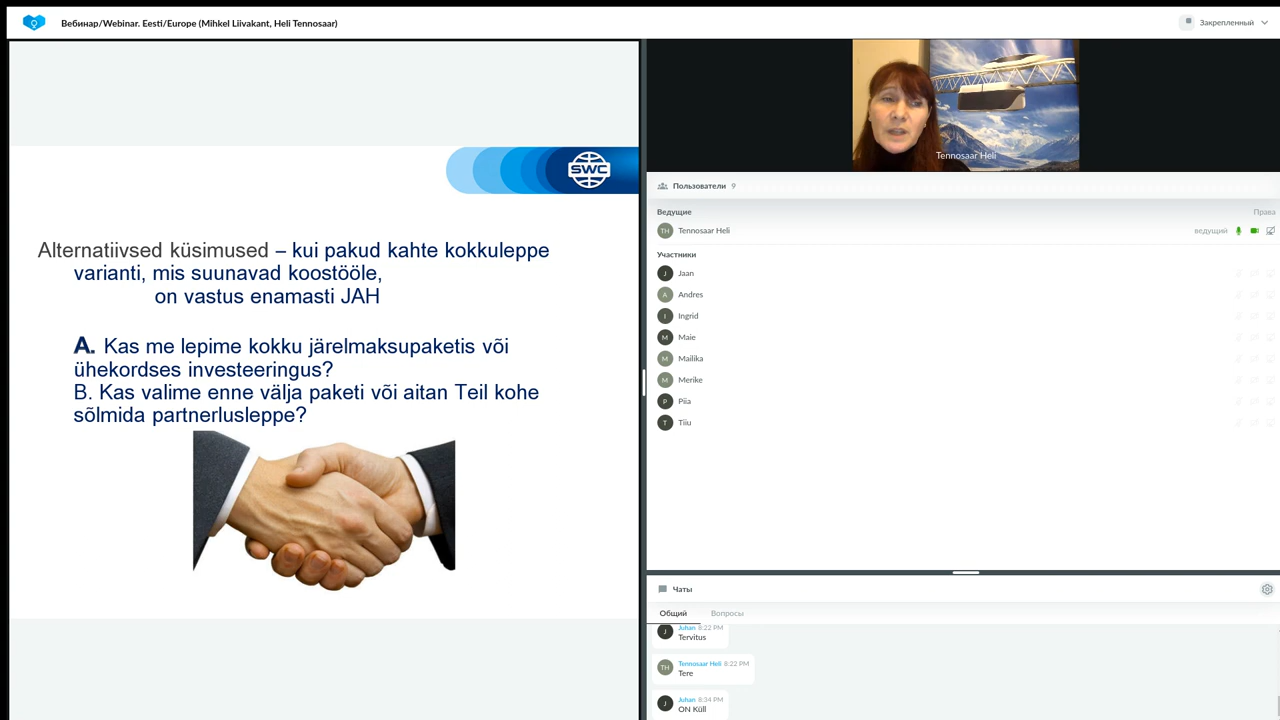 Вебинар/Webinar. Eesti/Europe (Mihkel Liivakant, Heli Tennosaar)
Закрепленный
SWC
Alternatiivsed küsimused – kui pakud kahte kokkuleppe
varianti, mis suunavad koostööle,
on vastus enamasti JAH
A. Kas me lepime kokku järelmaksupaketis või
ühekordses investeeringus?
B. Kas valime enne välja paketi või aitan Teil kohe
sõlmida partnerlusleppe?
Tennosaar Heli
Пользователи 9
Ведущие Права
TH Tennosaar Heli ведущий
Участники
J Jaan
A Andres
I Ingrid
M Maie
M Mailika
M Merike
P Piia
T Tiiu
Чаты
Общий Вопросы
J Juhan 8:22 PM
Tervitus
TH Tennosaar Heli 8:22 PM
Tere
J Juhan 8:34 PM
ON Küll